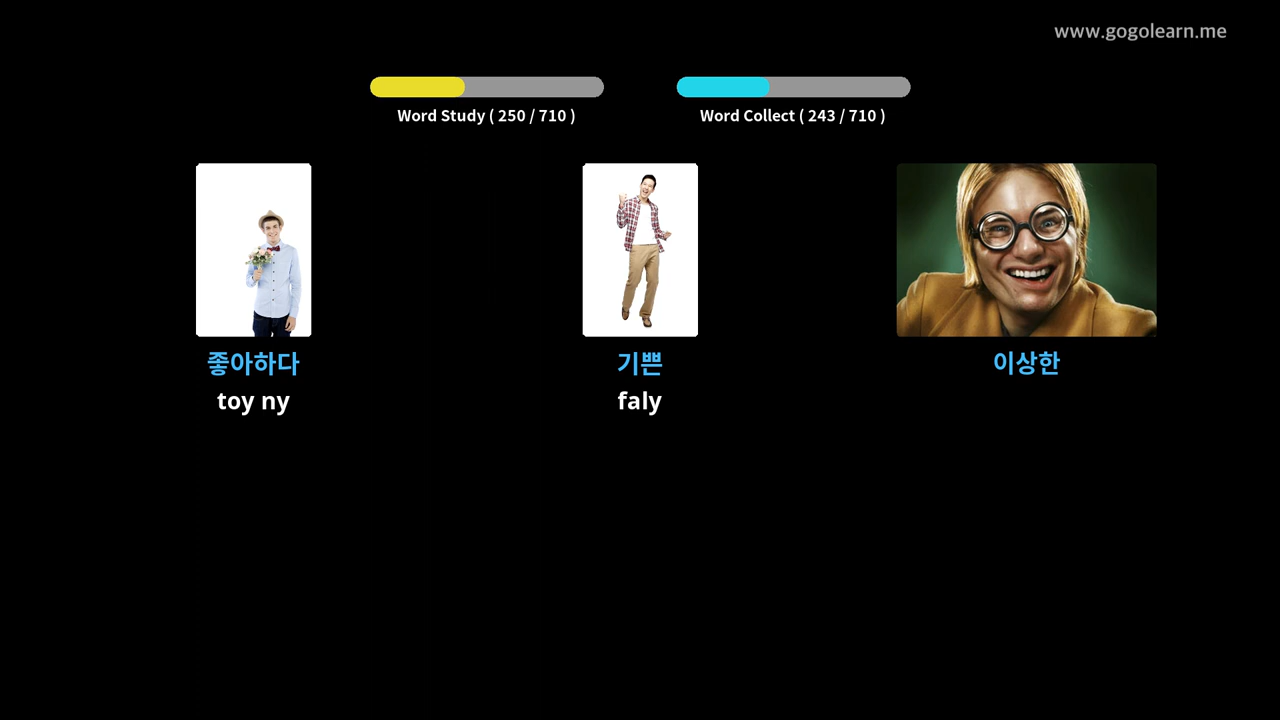 www.gogolearn.me
Word Study ( 250 / 710 )
Word Collect ( 243 / 710 )
좋아하다
toy ny
기쁜
faly
이상한